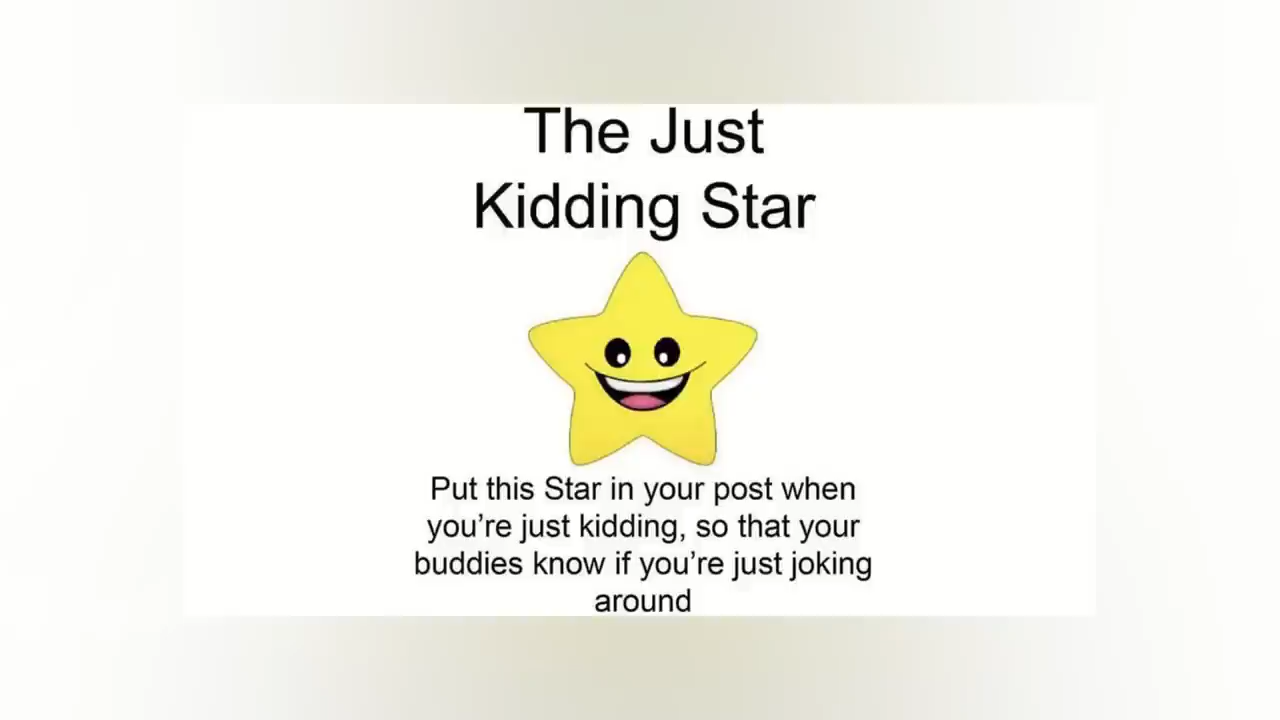 The Just
Kidding Star
Put this Star in your post when
you’re just kidding, so that your
buddies know if you’re just joking
around